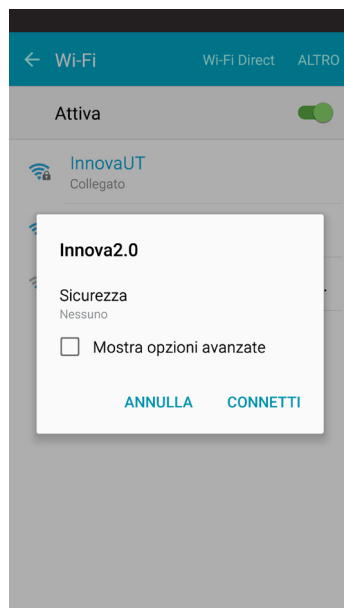 Wi-Fi Wi-Fi Direct ALTRO
Attiva
InnovaUT
Collegato
Innova2.0
Sicurezza
Nessuno
Mostra opzioni avanzate
ANNULLA CONNETTI